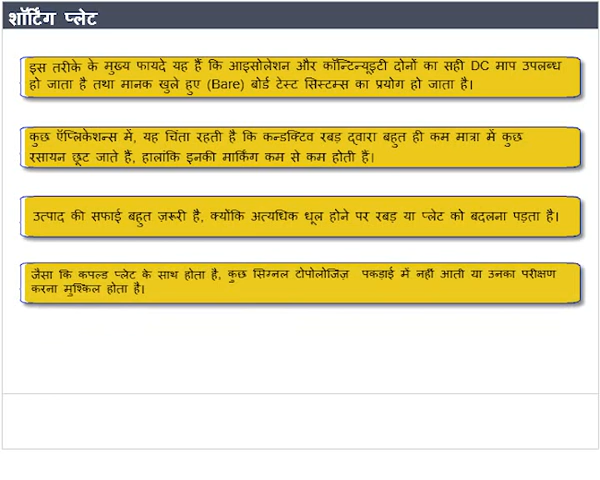 शॉर्टिंग प्लेट
इस तरीके के मुख्य फायदे यह हैं कि आइसोलेशन और कॉन्टिन्यूइटी दोनों का सही DC माप उपलब्ध
हो जाता है तथा मानक खुले हुए (Bare) बोर्ड टेस्ट सिस्टम्स का प्रयोग हो जाता है।
कुछ ऍप्लिकेशन्स में, यह चिंता रहती है कि कन्डक्टिव रबड़ द्वारा बहुत ही कम मात्रा में कुछ
रसायन छूट जाते हैं, हालांकि इनकी मार्किंग कम से कम होती हैं।
उत्पाद की सफाई बहुत ज़रूरी है, क्योंकि अत्यधिक धूल होने पर रबड़ या प्लेट को बदलना पड़ता है।
जैसा कि कपल्ड प्लेट के साथ होता है, कुछ सिग्नल टोपोलोजिज़ पकड़ाई में नहीं आती या उनका परीक्षण
करना मुश्किल होता है।